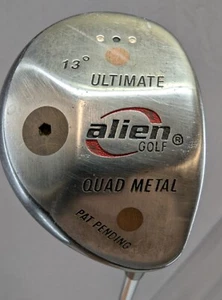 13°
ULTIMATE
alien®
GOLF
QUAD METAL
PAT PENDING